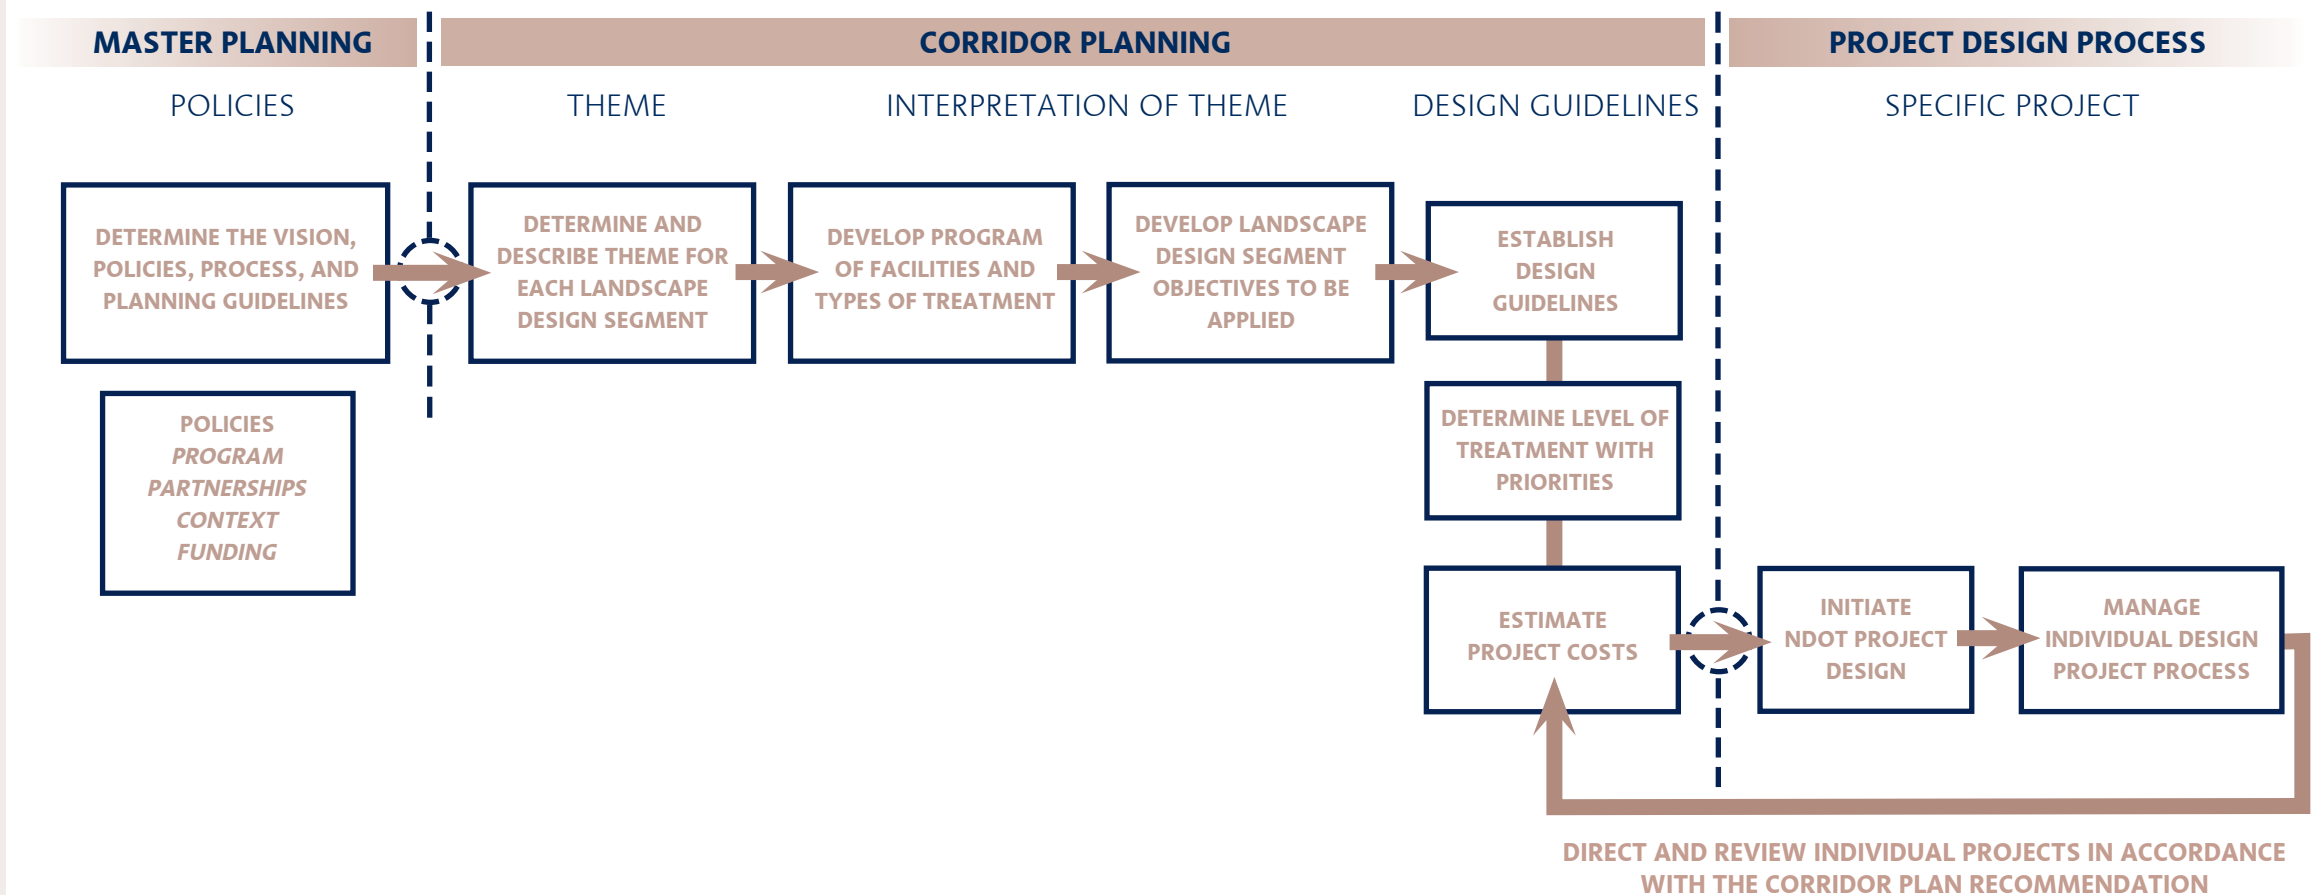 MASTER PLANNING
CORRIDOR PLANNING
PROJECT DESIGN PROCESS
POLICIES
THEME
INTERPRETATION OF THEME
DESIGN GUIDELINES
SPECIFIC PROJECT
DETERMINE THE VISION,
POLICIES, PROCESS, AND
PLANNING GUIDELINES
POLICIES
PROGRAM
PARTNERSHIPS
CONTEXT
FUNDING
DETERMINE AND
DESCRIBE THEME FOR
EACH LANDSCAPE
DESIGN SEGMENT
DEVELOP PROGRAM
OF FACILITIES AND
TYPES OF TREATMENT
DEVELOP LANDSCAPE
DESIGN SEGMENT
OBJECTIVES TO BE
APPLIED
ESTABLISH
DESIGN
GUIDELINES
DETERMINE LEVEL OF
TREATMENT WITH
PRIORITIES
ESTIMATE
PROJECT COSTS
INITIATE
NDOT PROJECT
DESIGN
MANAGE
INDIVIDUAL DESIGN
PROJECT PROCESS
DIRECT AND REVIEW INDIVIDUAL PROJECTS IN ACCORDANCE
WITH THE CORRIDOR PLAN RECOMMENDATION